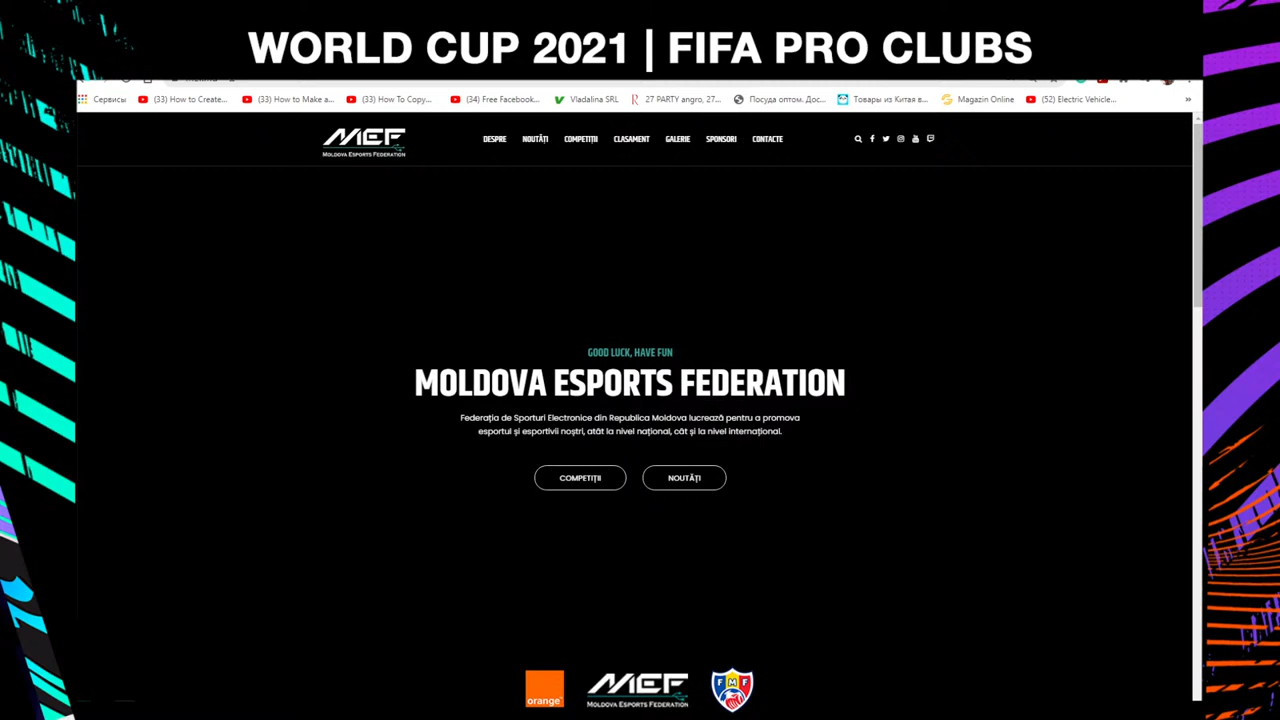 WORLD CUP 2021 | FIFA PRO CLUBS
Сервисы (33) How to Create... (33) How to Make a... (33) How To Copy... (34) Free Facebook... Vladalina SRL 27 PARTY angro, 27... Посуда оптом. Дос... Товары из Китая в... Magazin Online (52) Electric Vehicle... »
MEF
MOLDOVA ESPORTS FEDERATION
DESPRE NOUTĂȚI COMPETIȚII CLASAMENT GALERIE SPONSORI CONTACTE
GOOD LUCK, HAVE FUN
MOLDOVA ESPORTS FEDERATION
Federația de Sporturi Electronice din Republica Moldova lucrează pentru a promova
esportul și esportivii noștri, atât la nivel național, cât și la nivel internațional.
COMPETIȚII NOUTĂȚI
orange
MEF
MOLDOVA ESPORTS FEDERATION
FMF